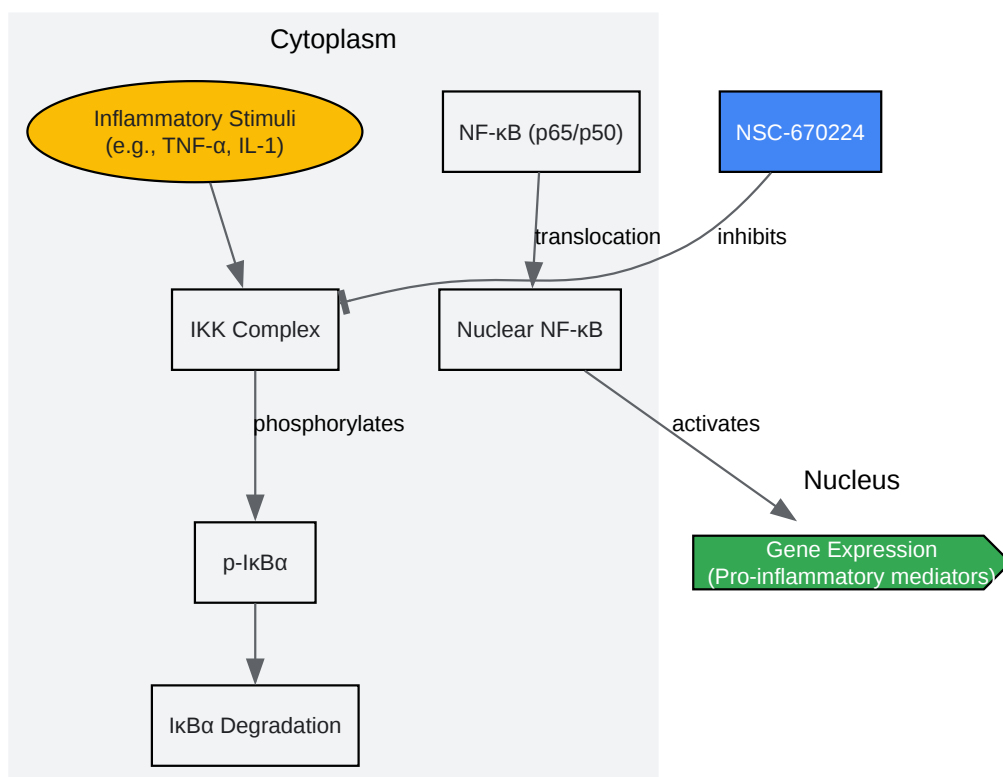 Cytoplasm
Inflammatory Stimuli
(e.g., TNF-α, IL-1)
NF-κB (p65/p50)
NSC-670224
translocation
inhibits
IKK Complex
Nuclear NF-κB
phosphorylates
activates
Nucleus
p-IκBα
Gene Expression
(Pro-inflammatory mediators)
IκBα Degradation